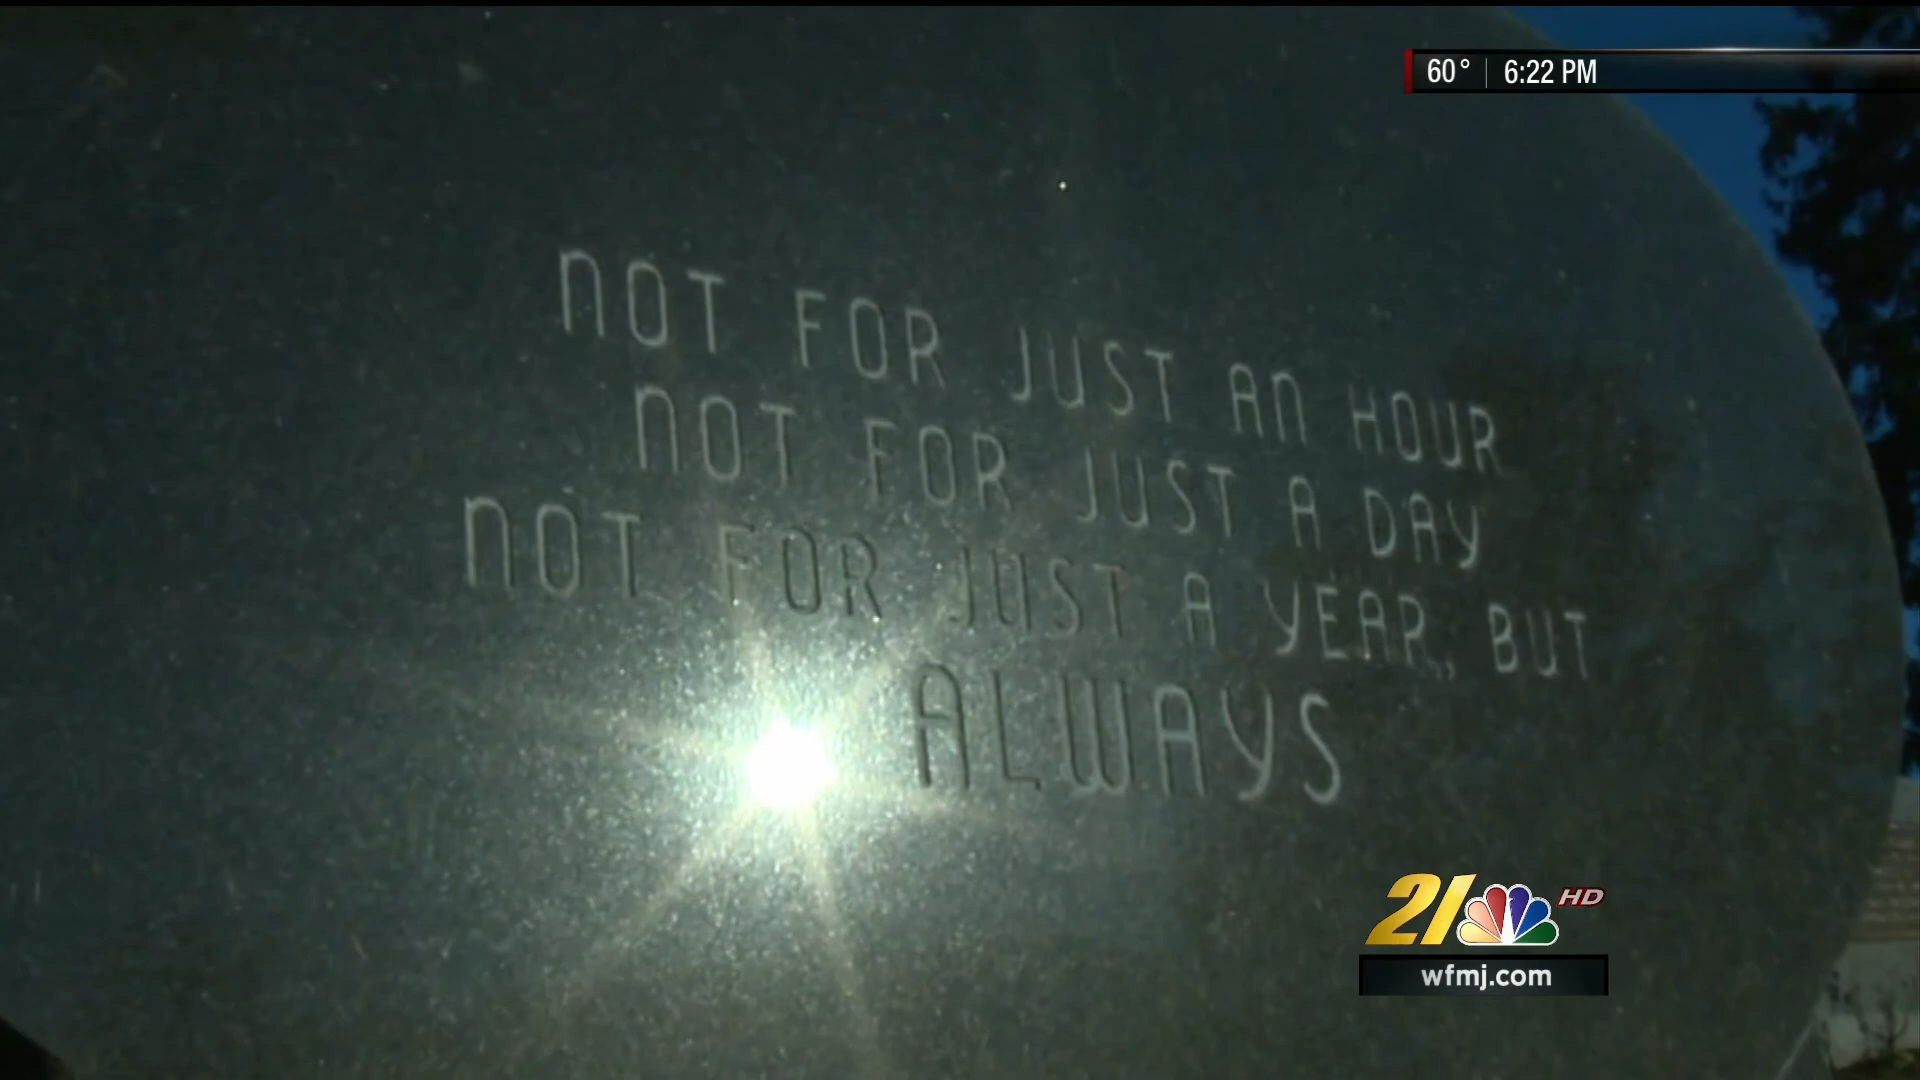 60° 6:22 PM
NOT FOR JUST AN HOUR
NOT FOR JUST A DAY
NOT FOR JUST A YEAR, BUT
ALWAYS
21 HD
wfmj.com